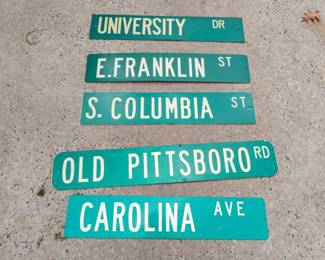 UNIVERSITY DR
E.FRANKLIN ST
S. COLUMBIA ST
OLD PITTSBORO RD
CAROLINA AVE